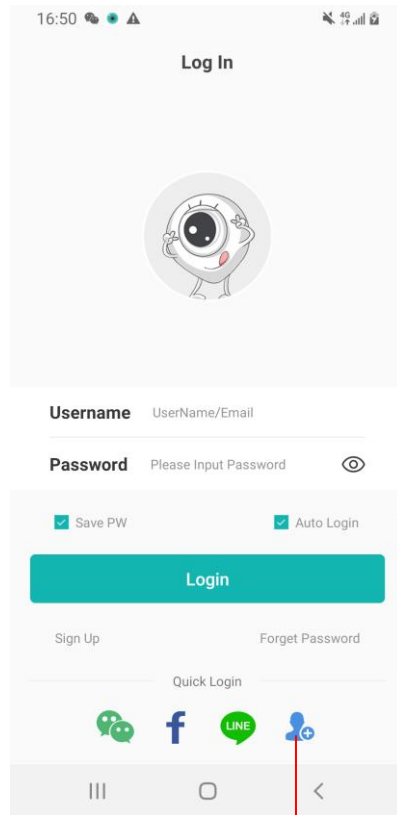 16:50 4G
Log In
Username UserName/Email
Password Please Input Password
Save PW Auto Login
Login
Sign Up Forget Password
Quick Login
f LINE